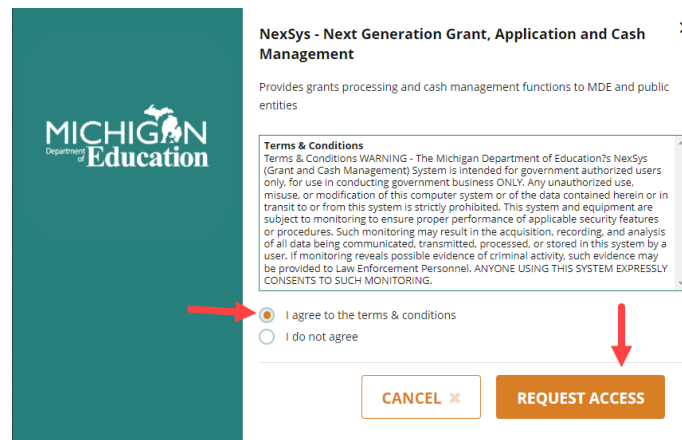 NexSys - Next Generation Grant, Application and Cash
Management
Provides grants processing and cash management functions to MDE and public
entities
MICHIGAN
Department of Education
Terms & Conditions
Terms & Conditions WARNING - The Michigan Department of Education?s NexSys
(Grant and Cash Management) System is intended for government authorized users
only, for use in conducting government business ONLY. Any unauthorized use,
misuse, or modification of this computer system or of the data contained herein or in
transit to or from this system is strictly prohibited. This system and equipment are
subject to monitoring to ensure proper performance of applicable security features
or procedures. Such monitoring may result in the acquisition, recording, and analysis
of all data being communicated, transmitted, processed, or stored in this system by a
user. If monitoring reveals possible evidence of criminal activity, such evidence may
be provided to Law Enforcement Personnel. ANYONE USING THIS SYSTEM EXPRESSLY
CONSENTS TO SUCH MONITORING.
I agree to the terms & conditions
I do not agree
CANCEL ✖
REQUEST ACCESS